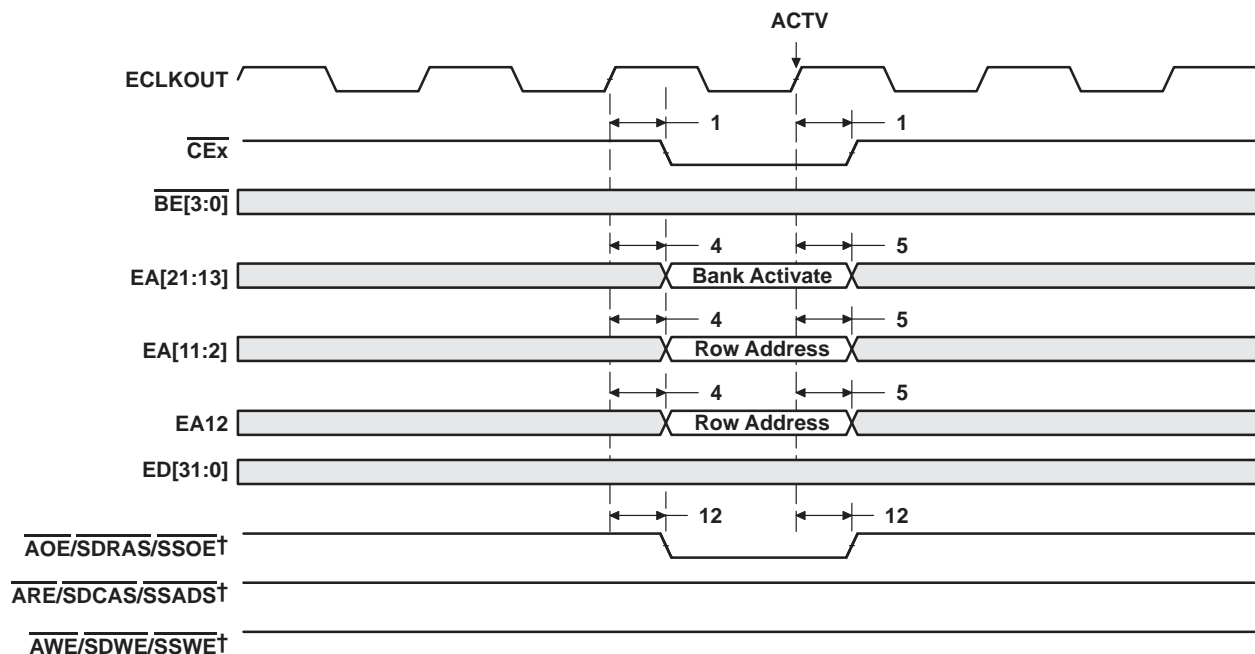 ACTV
ECLKOUT
1 1
CEx
BE[3:0]
4 5
EA[21:13] Bank Activate
4 5
EA[11:2] Row Address
4 5
EA12 Row Address
ED[31:0]
12 12
AOE/SDRAS/SSOE†
ARE/SDCAS/SSADS†
AWE/SDWE/SSWE†